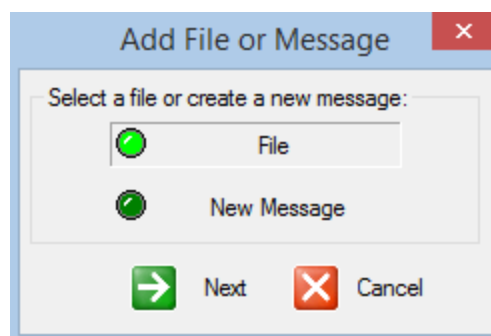 Add File or Message
Select a file or create a new message:
File
New Message
Next Cancel